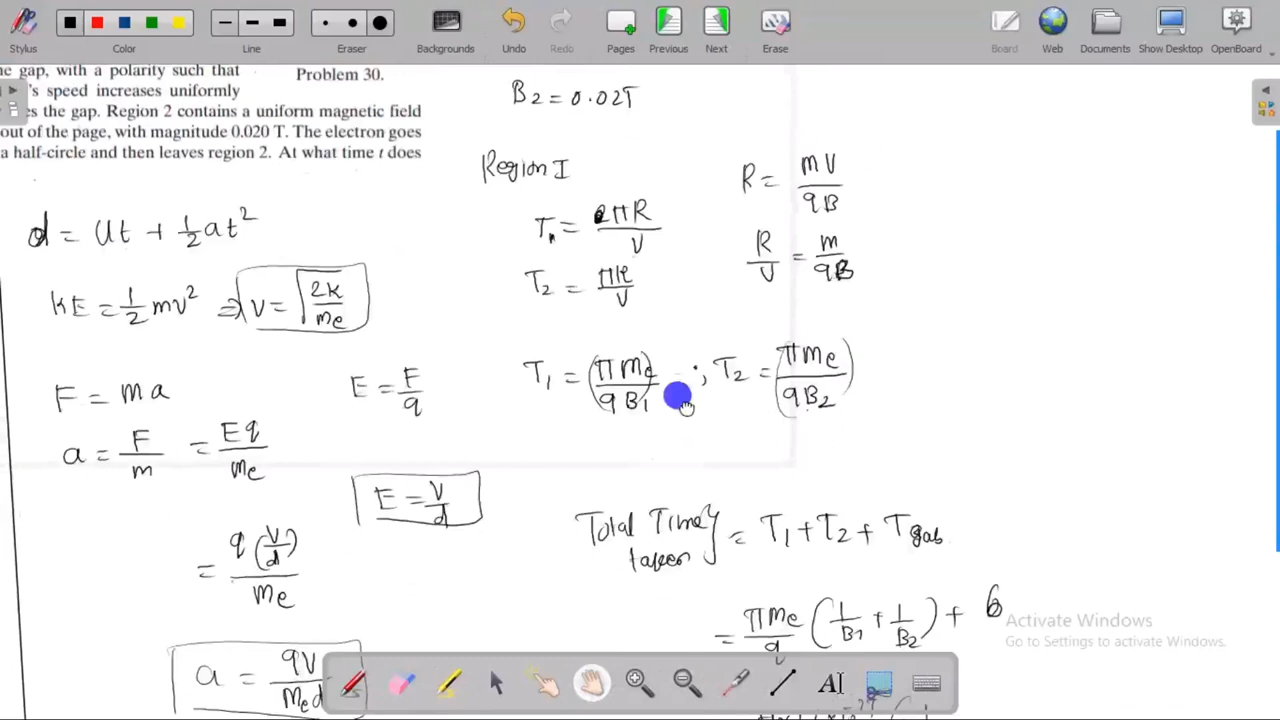 Stylus
Color
Line
Eraser
Backgrounds
Undo
Redo
Pages
Previous
Next
Erase
Board
Web
Documents
Show Desktop
OpenBoard
he gap, with a polarity such that
's speed increases uniformly
es the gap. Region 2 contains a uniform magnetic field
out of the page, with magnitude 0.020 T. The electron goes
a half-circle and then leaves region 2. At what time t does
Problem 30.
d = ut + 1/2 at²
KE = 1/2 mv² ⇒ v = √(2K/me)
F = ma
E = F/q
a = F/m = Eq/me
E = V/d
= q(V/d)/me
a = qV/med
B2 = 0.02T
Region I
T = 2πR/V
T2 = πR/V
R = mV/qB
R/V = m/qB
T1 = (πme/qB1) ; T2 = (πme/qB2)
Total Time
taken } = T1 + T2 + Tgap
= πme/q (1/B1 + 1/B2) + 6
Activate Windows
Go to Settings to activate Windows.